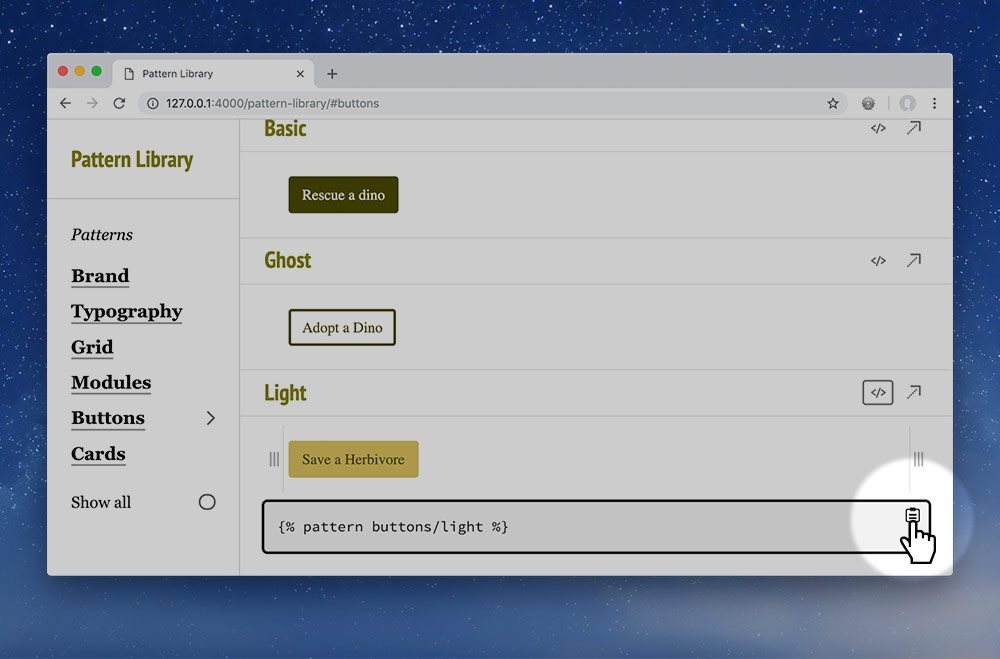 Pattern Library
127.0.0.1:4000/pattern-library/#buttons
Pattern Library
Patterns
Brand
Typography
Grid
Modules
Buttons
Cards
Show all
Basic
Rescue a dino
Ghost
Adopt a Dino
Light
Save a Herbivore
{% pattern buttons/light %}